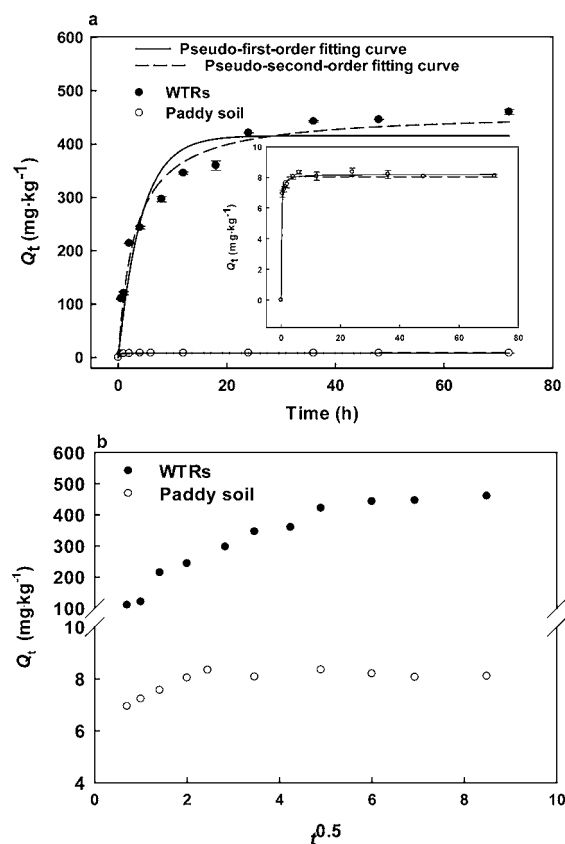 a
600
500
400
300
200
100
0
Qt (mg·kg-1)
Pseudo-first-order fitting curve
Pseudo-second-order fitting curve
WTRs
Paddy soil
10
8
6
4
2
0
Qt (mg·kg-1)
0 20 40 60 80
Time (h)
0 20 40 60 80
Time (h)
b
600
500
400
300
200
100
10
8
6
4
Qt (mg·kg-1)
WTRs
Paddy soil
0 2 4 6 8 10
t0.5